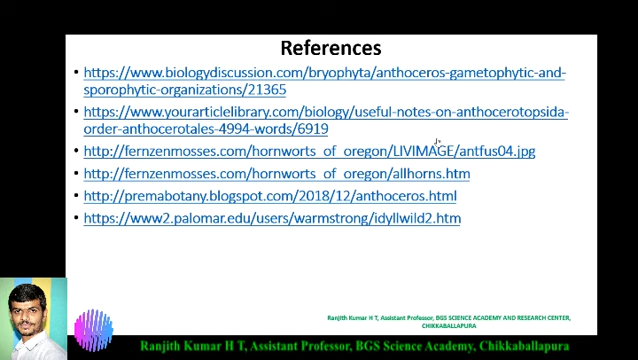 References
• https://www.biologydiscussion.com/bryophyta/anthoceros-gametophytic-and-
sporophytic-organizations/21365
• https://www.yourarticlelibrary.com/biology/useful-notes-on-anthocerotopsida-
order-anthocerotales-4994-words/6919
• http://fernzenmosses.com/hornworts_of_oregon/LIVIMAGE/antfus04.jpg
• http://fernzenmosses.com/hornworts_of_oregon/allhorns.htm
• http://premabotany.blogspot.com/2018/12/anthoceros.html
• https://www2.palomar.edu/users/warmstrong/idyllwild2.htm
Ranjith Kumar H T, Assistant Professor, BGS SCIENCE ACADEMY AND RESEARCH CENTER,
CHIKKABALLAPURA
Ranjith Kumar H T, Assistant Professor, BGS Science Academy, Chikkaballapura